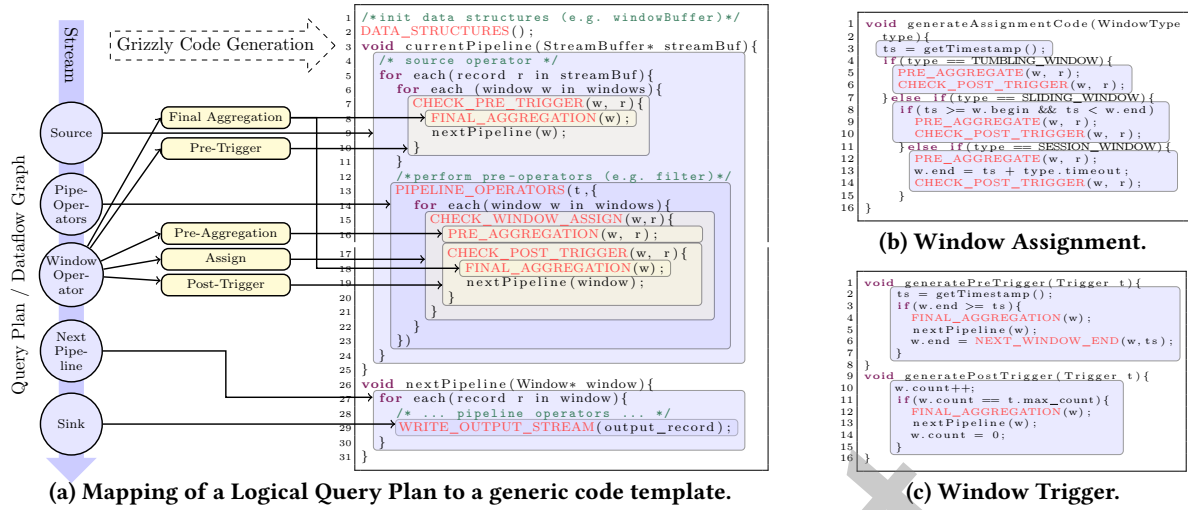 Query Plan / Dataflow Graph
Stream
Source
Pipe-
Oper-
ators
Window
Oper-
ator
Next
Pipe-
line
Sink
Grizzly Code Generation
Final Aggregation
Pre-Trigger
Pre-Aggregation
Assign
Post-Trigger
1 /*init data structures (e.g. windowBuffer)*/
2 DATA_STRUCTURES();
3 void currentPipeline(StreamBuffer* streamBuf){
4 /* source operator */
5 for each(record r in streamBuf){
6 for each (window w in windows){
7 CHECK_PRE_TRIGGER(w, r){
8 FINAL_AGGREGATION(w);
9 nextPipeline(w);
10 }
11 }
12 /*perform pre-operators (e.g. filter)*/
13 PIPELINE_OPERATORS(t,{
14 for each(window w in windows){
15 CHECK_WINDOW_ASSIGN(w,r){
16 PRE_AGGREGATION(w, r);
17 CHECK_POST_TRIGGER(w, r){
18 FINAL_AGGREGATION(w);
19 nextPipeline(window);
20 }
21 }
22 }
23 })
24 }
25 }
26 void nextPipeline(Window* window){
27 for each(record r in window){
28 /* ... pipeline operators ... */
29 WRITE_OUTPUT_STREAM(output_record);
30 }
31 }
(a) Mapping of a Logical Query Plan to a generic code template.
1 void generateAssignmentCode(WindowType
2 type){
3 ts = getTimestamp();
4 if(type == TUMBLING_WINDOW){
5 PRE_AGGREGATE(w, r);
6 CHECK_POST_TRIGGER(w, r);
7 }else if(type == SLIDING_WINDOW){
8 if(ts >= w.begin && ts < w.end)
9 PRE_AGGREGATE(w, r);
10 CHECK_POST_TRIGGER(w, r);
11 }else if(type == SESSION_WINDOW){
12 PRE_AGGREGATE(w, r);
13 w.end = ts + type.timeout;
14 CHECK_POST_TRIGGER(w, r);
15 }
16 }
(b) Window Assignment.
1 void generatePreTrigger(Trigger t){
2 ts = getTimestamp();
3 if(w.end >= ts){
4 FINAL_AGGREGATION(w);
5 nextPipeline(w);
6 w.end = NEXT_WINDOW_END(w,ts);
7 }
8 }
9 void generatePostTrigger(Trigger t){
10 w.count++;
11 if(w.count == t.max_count){
12 FINAL_AGGREGATION(w);
13 nextPipeline(w);
14 w.count = 0;
15 }
16 }
(c) Window Trigger.